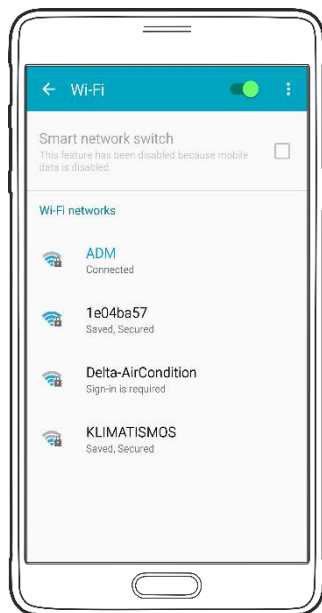 Wi-Fi
Smart network switch
This feature has been disabled because mobile
data is disabled.
Wi-Fi networks
ADM
Connected
1e04ba57
Saved, Secured
Delta-AirCondition
Sign-in is required
KLIMATISMOS
Saved, Secured